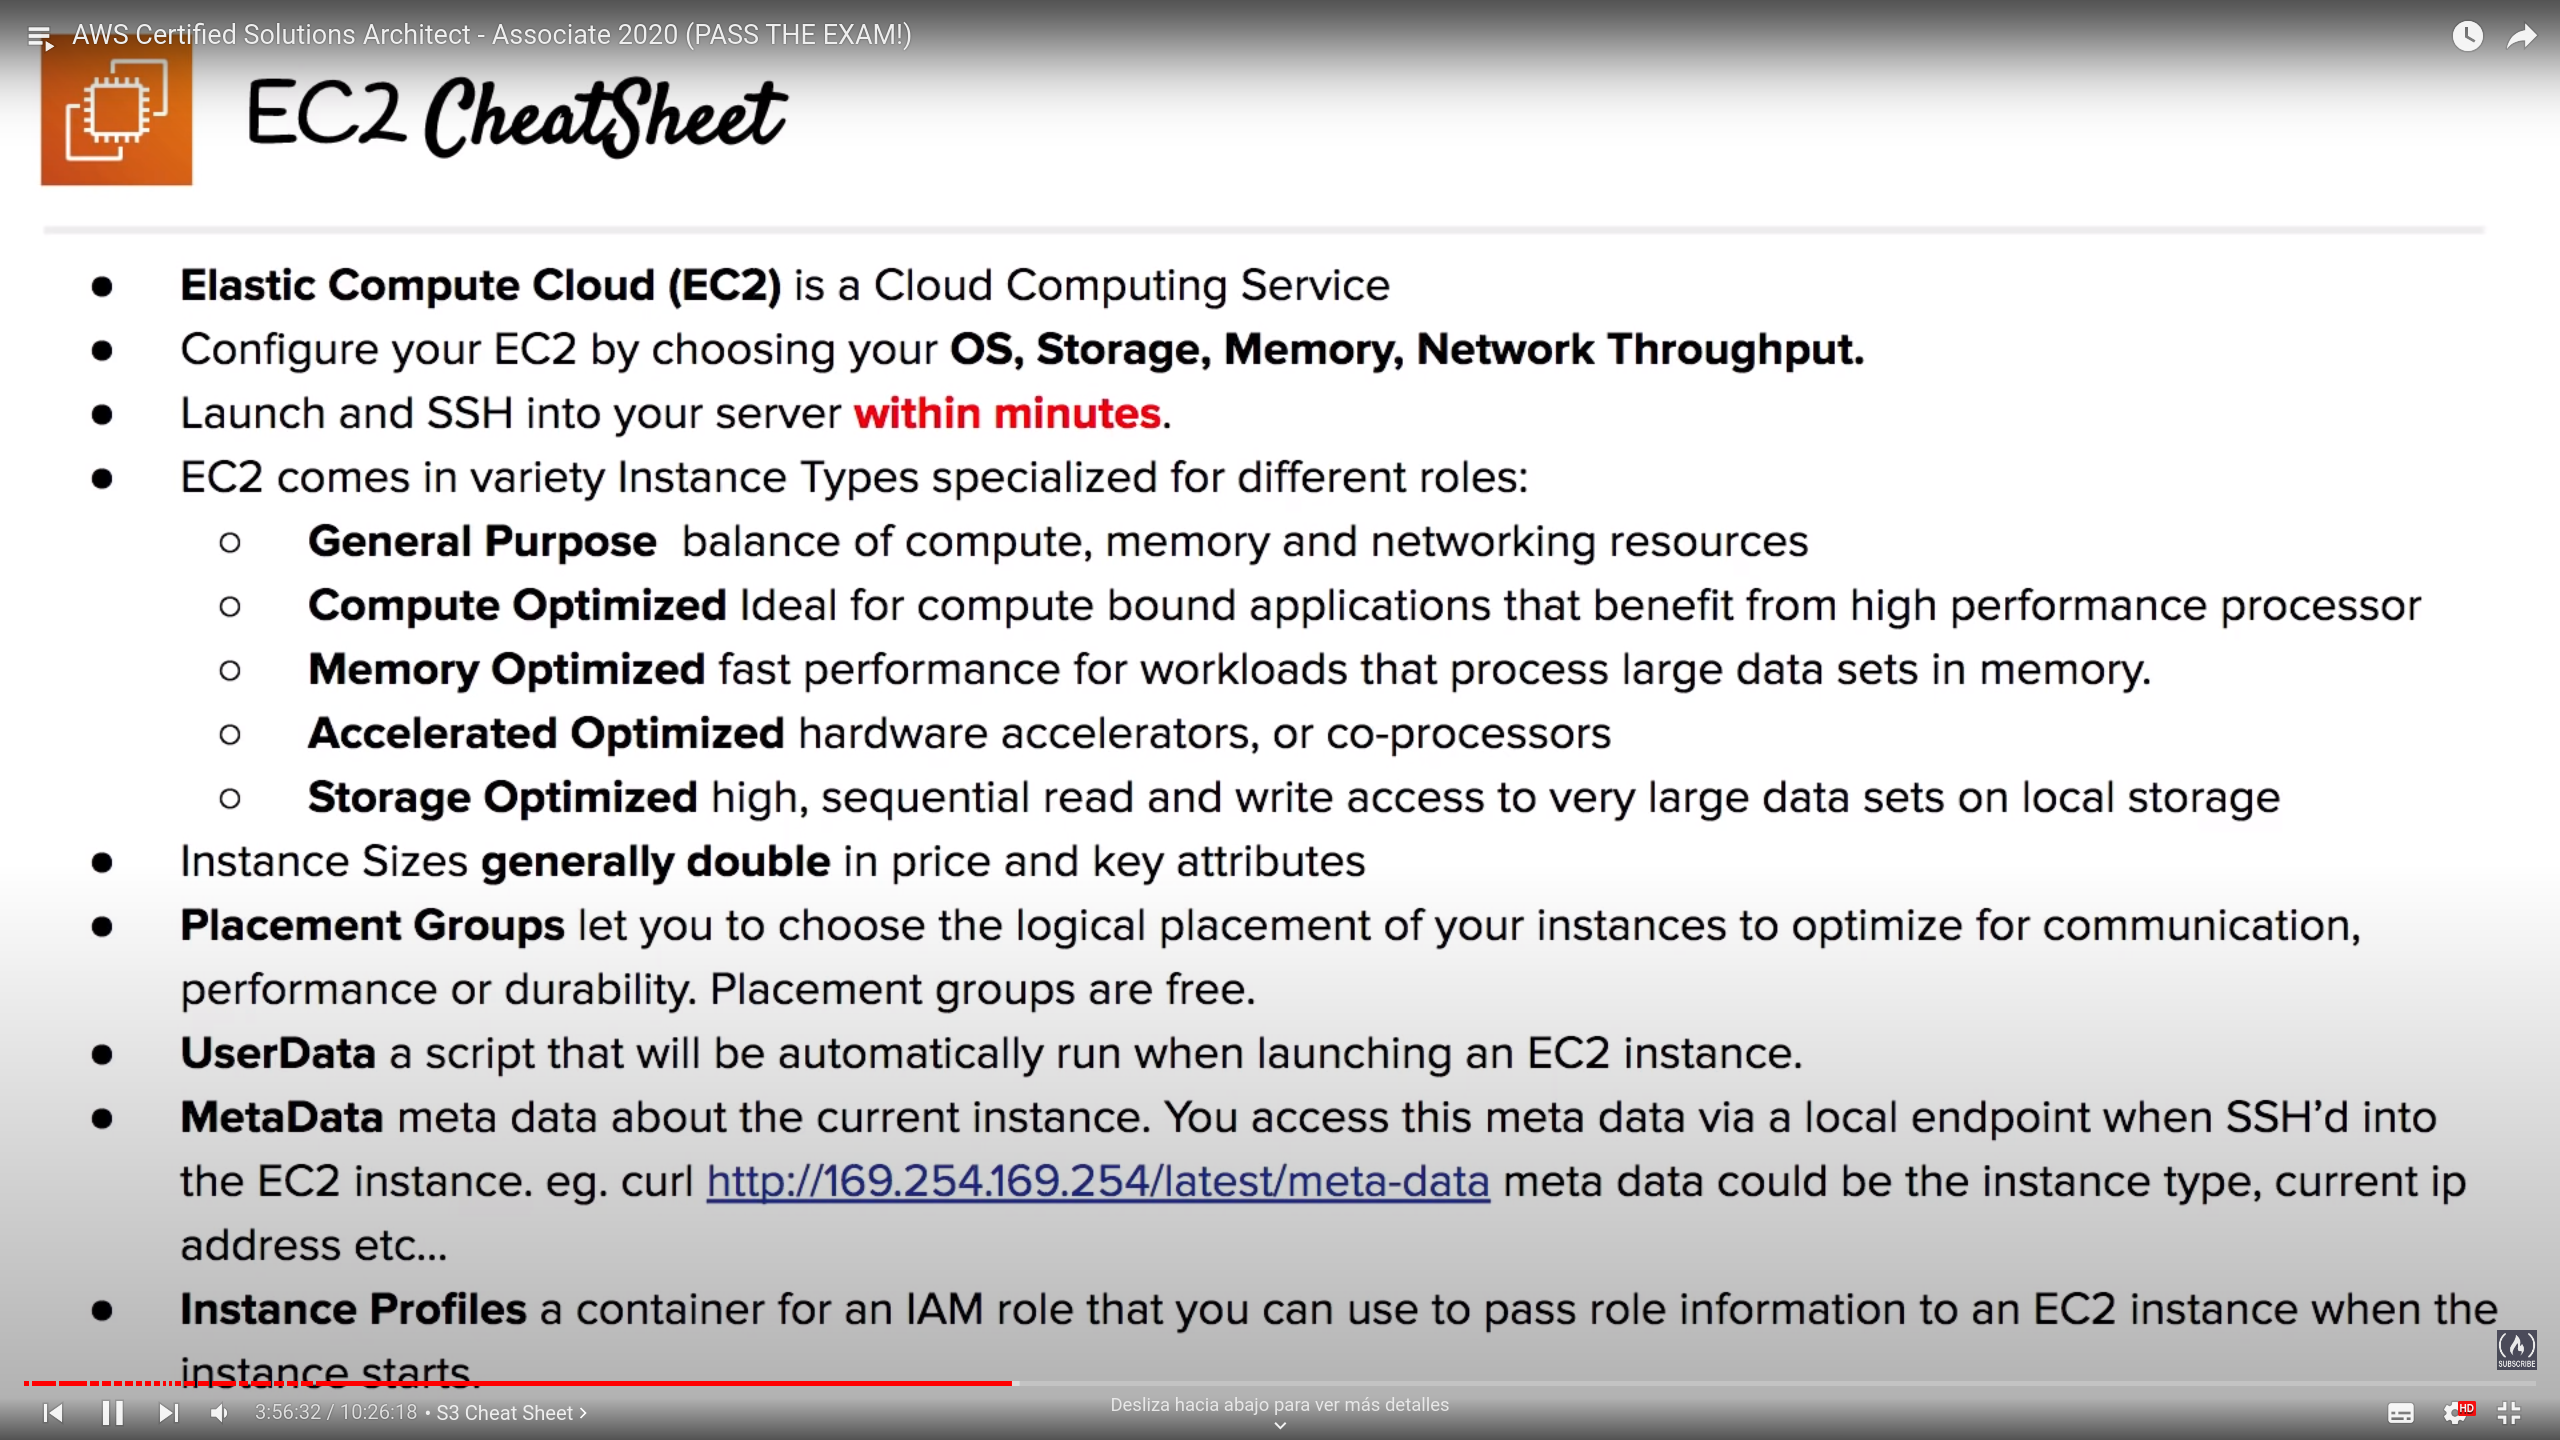 AWS Certified Solutions Architect - Associate 2020 (PASS THE EXAM!)
EC2 CheatSheet
● Elastic Compute Cloud (EC2) is a Cloud Computing Service
● Configure your EC2 by choosing your OS, Storage, Memory, Network Throughput.
● Launch and SSH into your server within minutes.
● EC2 comes in variety Instance Types specialized for different roles:
○ General Purpose balance of compute, memory and networking resources
○ Compute Optimized Ideal for compute bound applications that benefit from high performance processor
○ Memory Optimized fast performance for workloads that process large data sets in memory.
○ Accelerated Optimized hardware accelerators, or co-processors
○ Storage Optimized high, sequential read and write access to very large data sets on local storage
● Instance Sizes generally double in price and key attributes
● Placement Groups let you to choose the logical placement of your instances to optimize for communication,
performance or durability. Placement groups are free.
● UserData a script that will be automatically run when launching an EC2 instance.
● MetaData meta data about the current instance. You access this meta data via a local endpoint when SSH’d into
the EC2 instance. eg. curl http://169.254.169.254/latest/meta-data meta data could be the instance type, current ip
address etc...
● Instance Profiles a container for an IAM role that you can use to pass role information to an EC2 instance when the
instance starts.
SUBSCRIBE
3:56:32 / 10:26:18 • S3 Cheat Sheet
Desliza hacia abajo para ver más detalles
HD